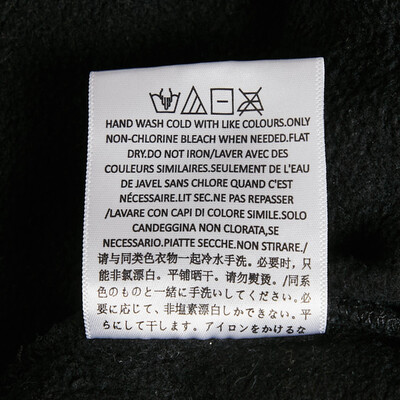 HAND WASH COLD WITH LIKE COLOURS.ONLY
NON-CHLORINE BLEACH WHEN NEEDED.FLAT
DRY.DO NOT IRON/LAVER AVEC DES
COULEURS SIMILAIRES.SEULEMENT DE L'EAU
DE JAVEL SANS CHLORE QUAND C'EST
NÉCESSAIRE.LIT SEC.NE PAS REPASSER
/LAVARE CON CAPI DI COLORE SIMILE.SOLO
CANDEGGINA NON CLORATA,SE
NECESSARIO.PIATTE SECCHE.NON STIRARE./
请与同类色衣物一起冷水手洗。必要时，只
能非氯漂白。平铺晒干。请勿熨烫。/同系
色のものと一緒に手洗いしてください。必
要に応じて、非塩素漂白しかできない。平
らにして干します。アイロンをかけるな